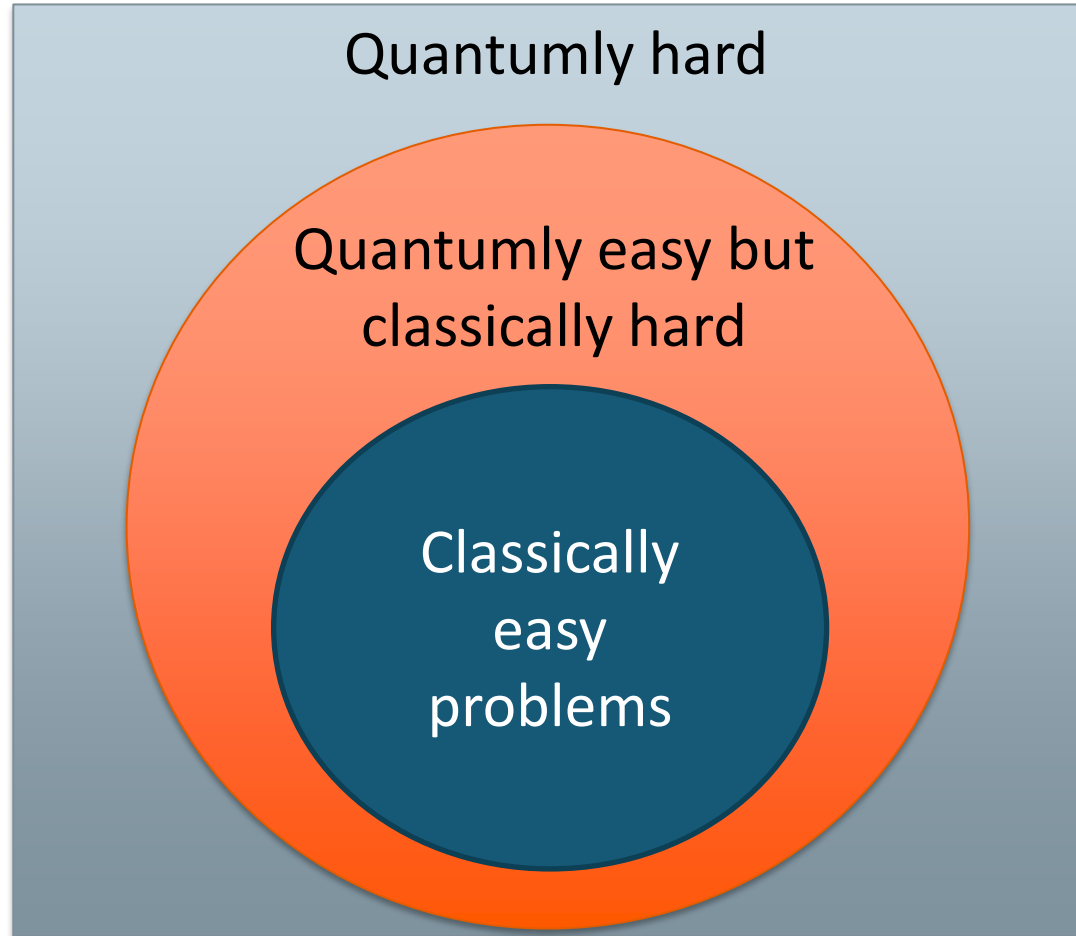 Quantumly hard
Quantumly easy but
classically hard
Classically
easy
problems